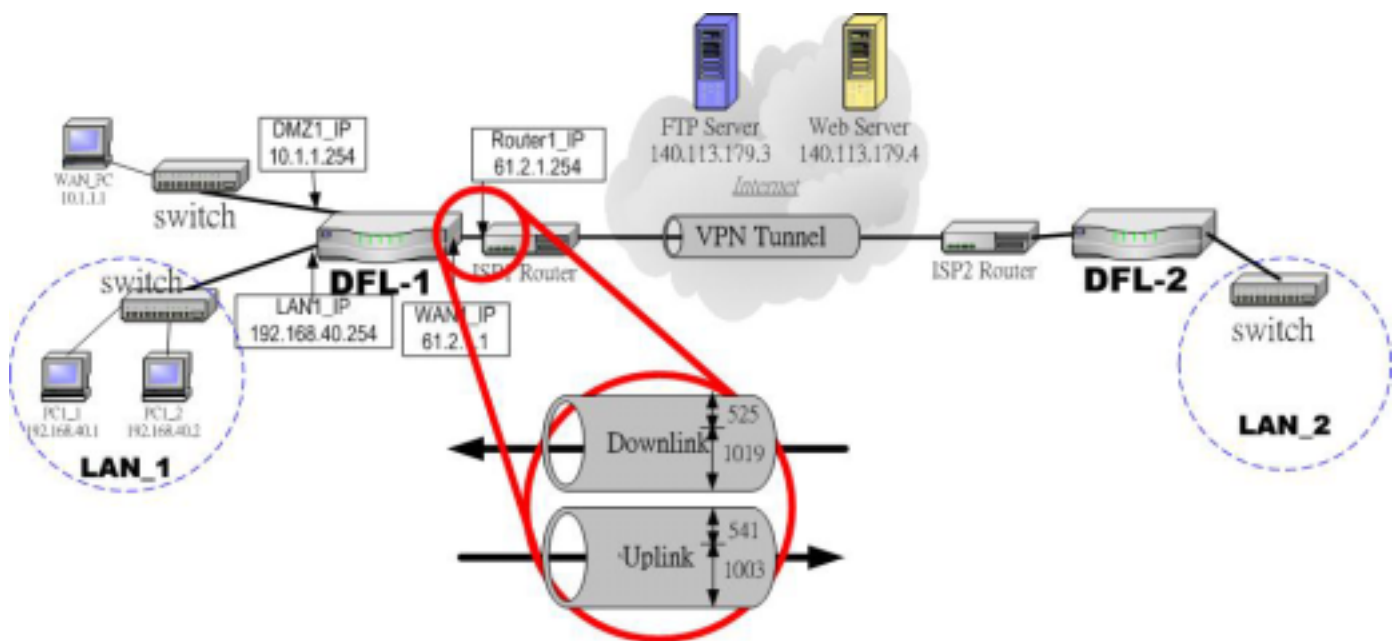 FTP Server
140.113.179.3
Web Server
140.113.179.4
Internet
DMZ1_IP
10.1.1.254
Router1_IP
61.2.1.254
WAN_PC
10.1.1.1
switch
VPN Tunnel
DFL-1
Router
ISP2 Router
DFL-2
switch
LAN1_IP
192.168.40.254
WAN1_IP
switch
PC1_1
192.168.40.1
PC1_2
192.168.40.2
LAN_1
LAN_2
525
Downlink
1019
541
Uplink
1003